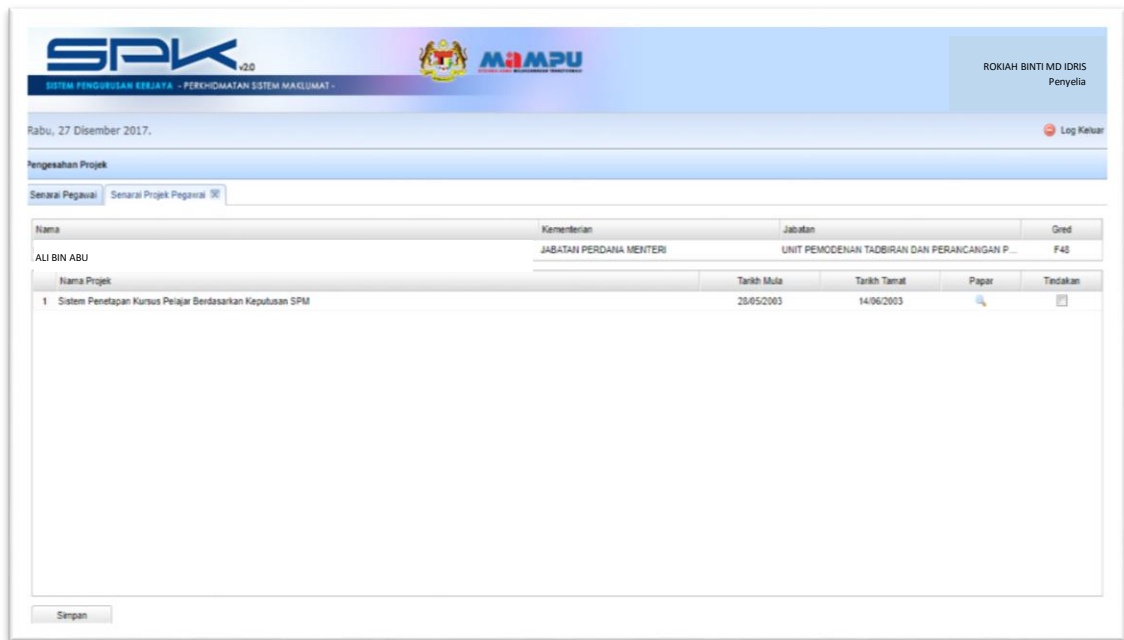 SPK v2.0
SISTEM PENGURUSAN KERJAYA - PERKHIDMATAN SISTEM MAKLUMAT -
MAMPU
ROKIAH BINTI MD IDRIS
Penyelia
Rabu, 27 Disember 2017.
Log Keluar
Pengesahan Projek
Senarai Pegawai Senarai Projek Pegawai
Nama Kementerian Jabatan Gred
ALI BIN ABU JABATAN PERDANA MENTERI UNIT PEMODENAN TADBIRAN DAN PERANCANGAN P... F48
Nama Projek Tarikh Mula Tarikh Tamat Papar Tindakan
1 Sistem Penetapan Kursus Pelajar Berdasarkan Keputusan SPM 28/05/2003 14/06/2003
Simpan